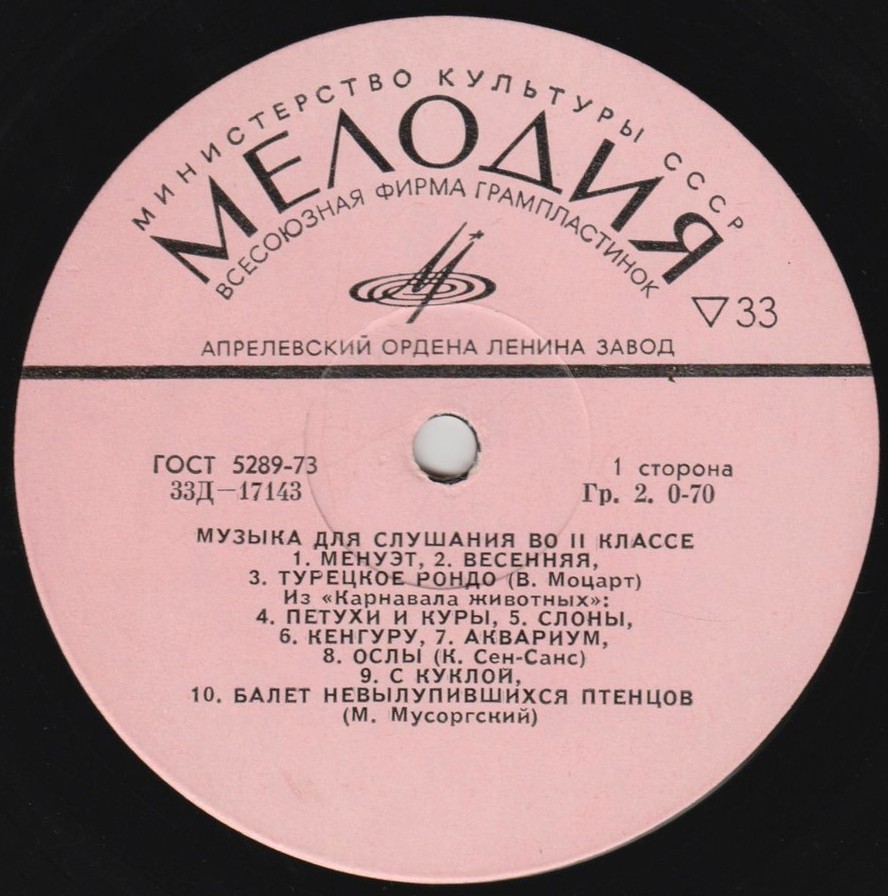 МИНИСТЕРСТВО КУЛЬТУРЫ СССР
МЕЛОДИЯ
ВСЕСОЮЗНАЯ ФИРМА ГРАМПЛАСТИНОК
33
АПРЕЛЕВСКИЙ ОРДЕНА ЛЕНИНА ЗАВОД
ГОСТ 5289-73
33Д—17143
1 сторона
Гр. 2. 0-70
МУЗЫКА ДЛЯ СЛУШАНИЯ ВО II КЛАССЕ
1. МЕНУЭТ, 2. ВЕСЕННЯЯ,
3. ТУРЕЦКОЕ РОНДО (В. Моцарт)
Из «Карнавала животных»:
4. ПЕТУХИ И КУРЫ, 5. СЛОНЫ,
6. КЕНГУРУ, 7. АКВАРИУМ,
8. ОСЛЫ (К. Сен-Санс)
9. С КУКЛОЙ,
10. БАЛЕТ НЕВЫЛУПИВШИХСЯ ПТЕНЦОВ
(М. Мусоргский)